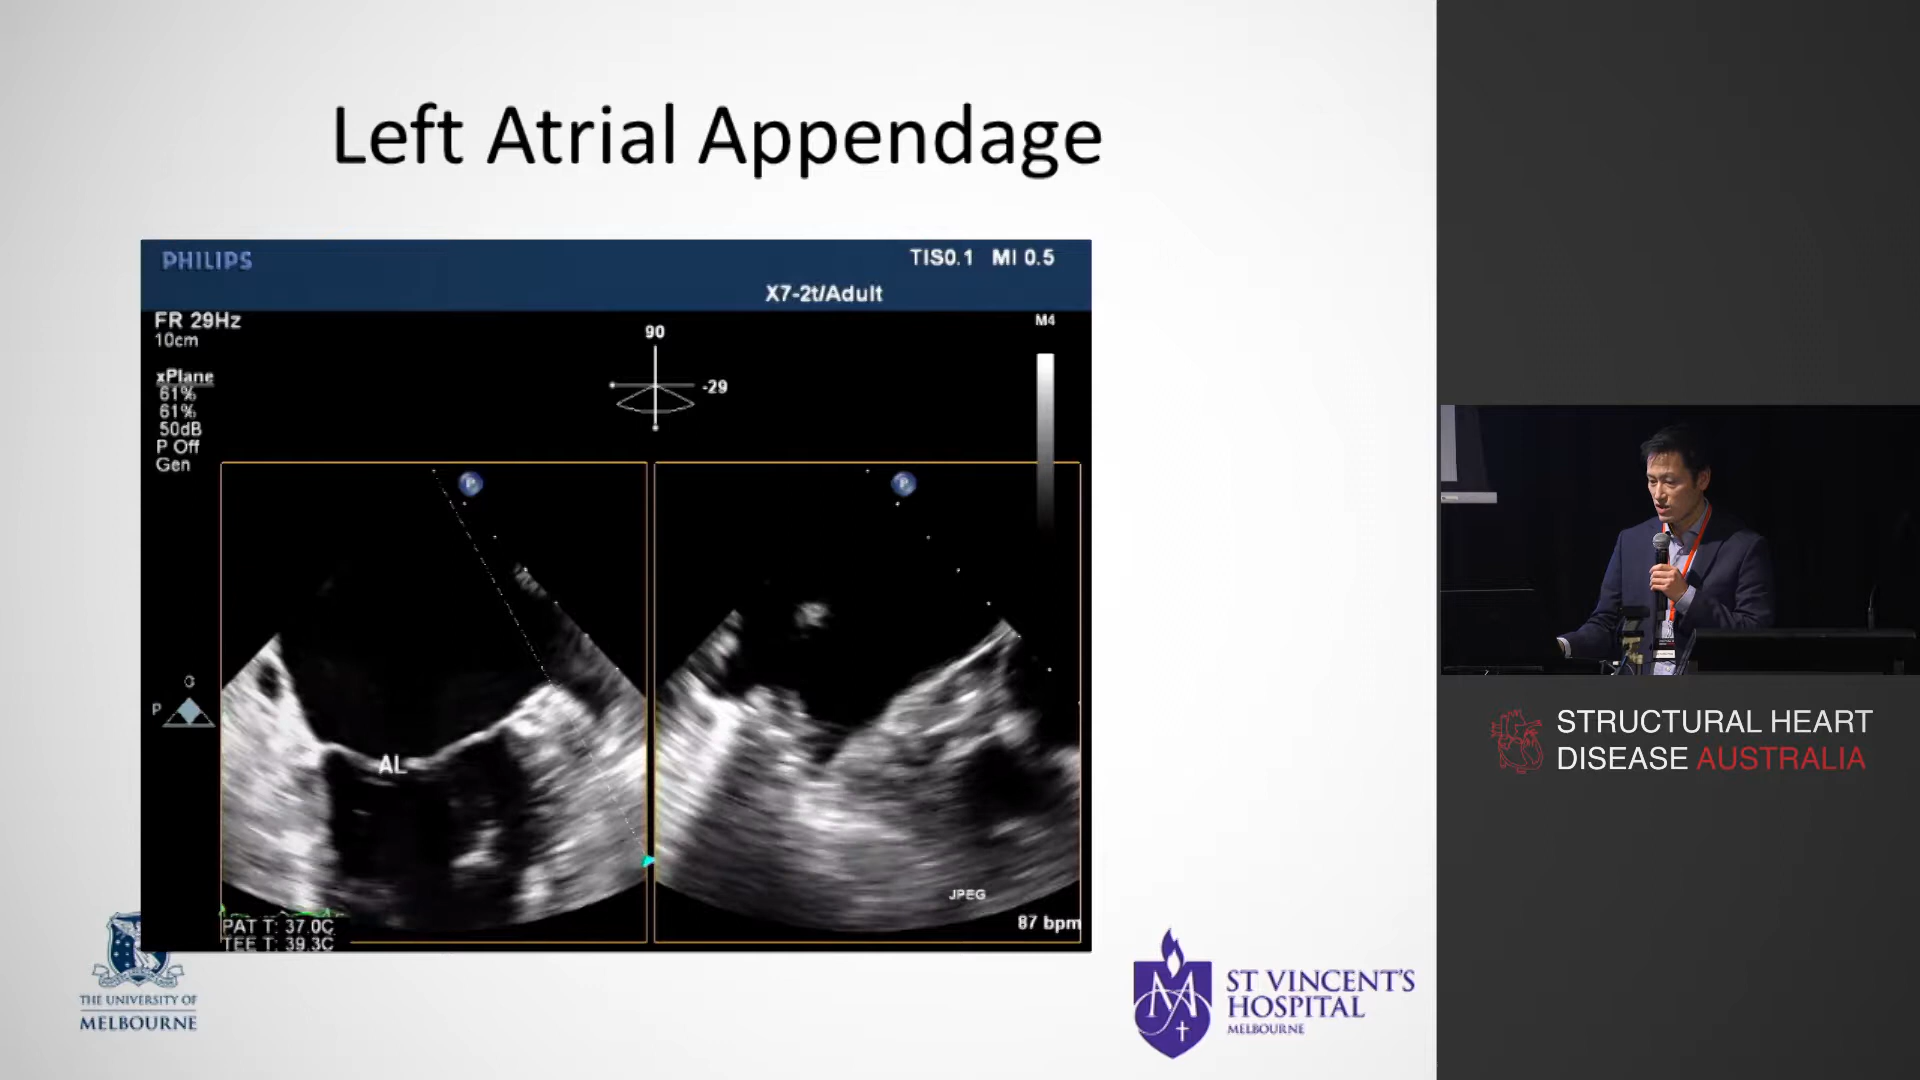 Left Atrial Appendage
PHILIPS
TIS0.1 MI 0.5
X7-2t/Adult
FR 29Hz
10cm
M4
90
-29
xPlane
61%
61%
50dB
P Off
Gen
P
P
G
P
AL
JPEG
87 bpm
PAT T: 37.0C
TEE T: 39.3C
THE UNIVERSITY OF
MELBOURNE
ST VINCENT'S
HOSPITAL
MELBOURNE
STRUCTURAL HEART
DISEASE AUSTRALIA